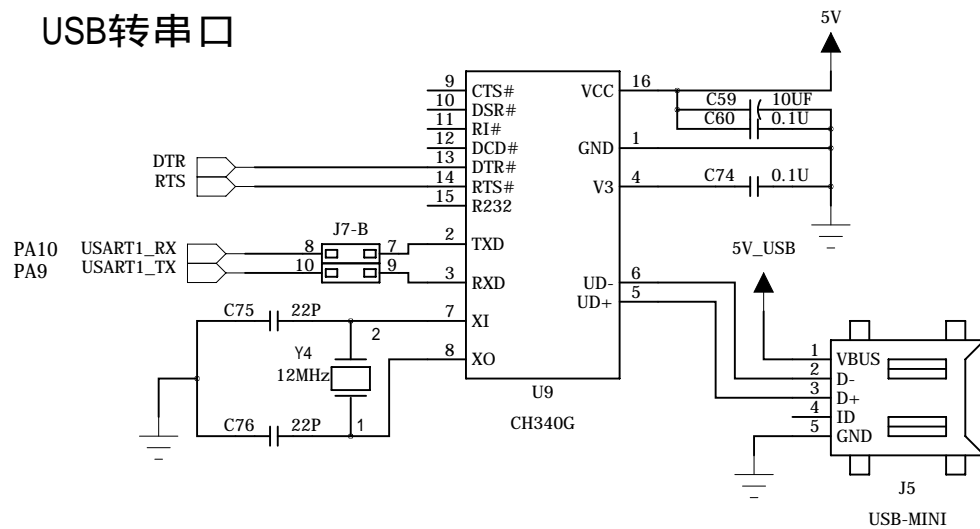 USB转串口
5V
9 CTS# VCC 16
10 DSR# C59 10UF
11 RI# C60 0.1U
12 DCD# GND 1
DTR 13 DTR#
RTS 14 RTS# V3 4 C74 0.1U
15 R232
J7-B
PA10 USART1_RX 8 7 2 TXD
PA9 USART1_TX 10 9 3 RXD
5V_USB
UD- 6
UD+ 5
C75 22P 7 XI
2
Y4
12MHz
8 XO
1 VBUS
2 D-
3 D+
4 ID
5 GND
U9
CH340G
C76 22P 1
J5
USB-MINI